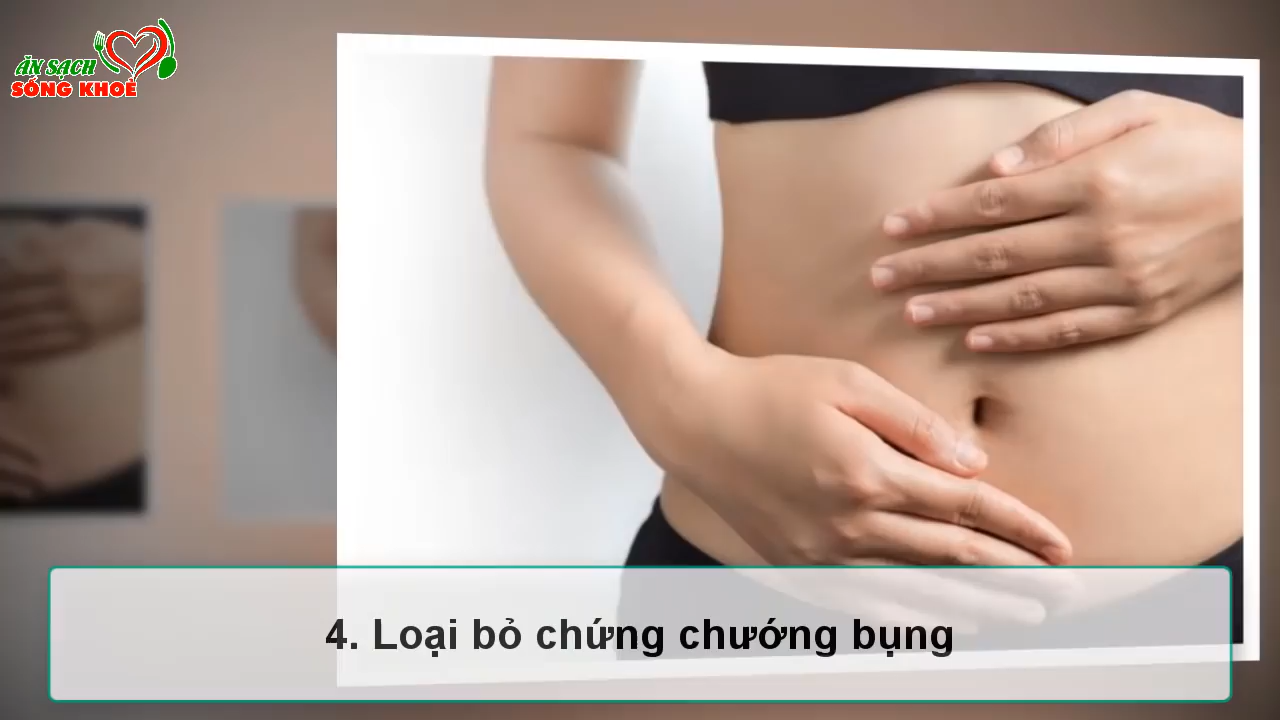 ĂN SẠCH
SỐNG KHOẺ
4. Loại bỏ chứng chướng bụng